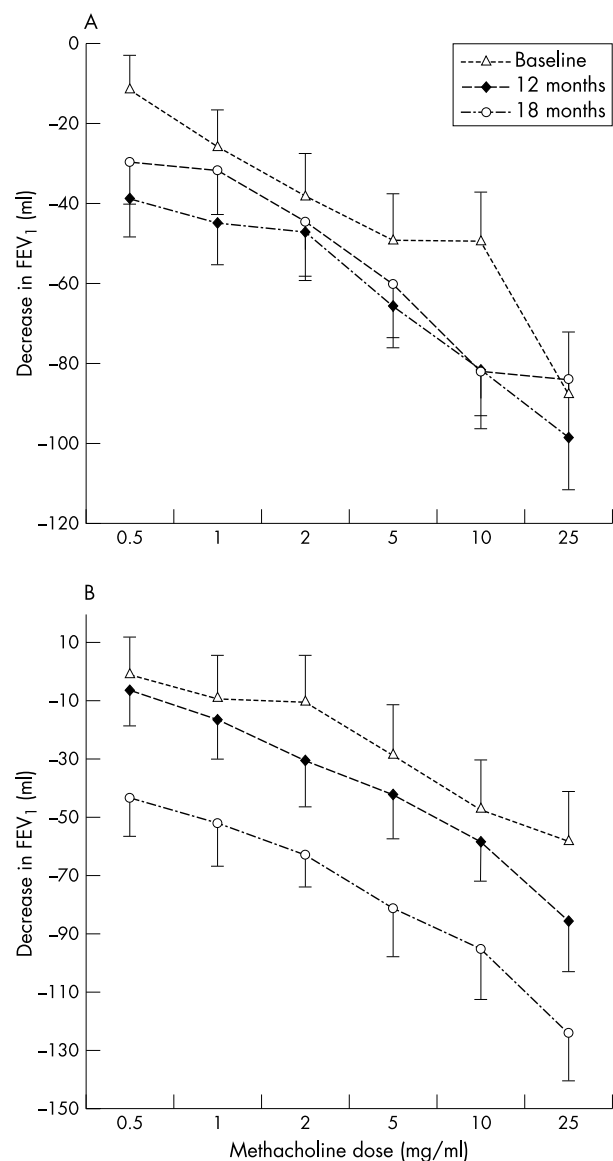 A
0
−20
−40
−60
−80
−100
−120
Decrease in FEV₁ (ml)
Baseline
12 months
18 months
0.5 1 2 5 10 25
B
10
−10
−30
−50
−70
−90
−110
−130
−150
Decrease in FEV₁ (ml)
0.5 1 2 5 10 25
Methacholine dose (mg/ml)